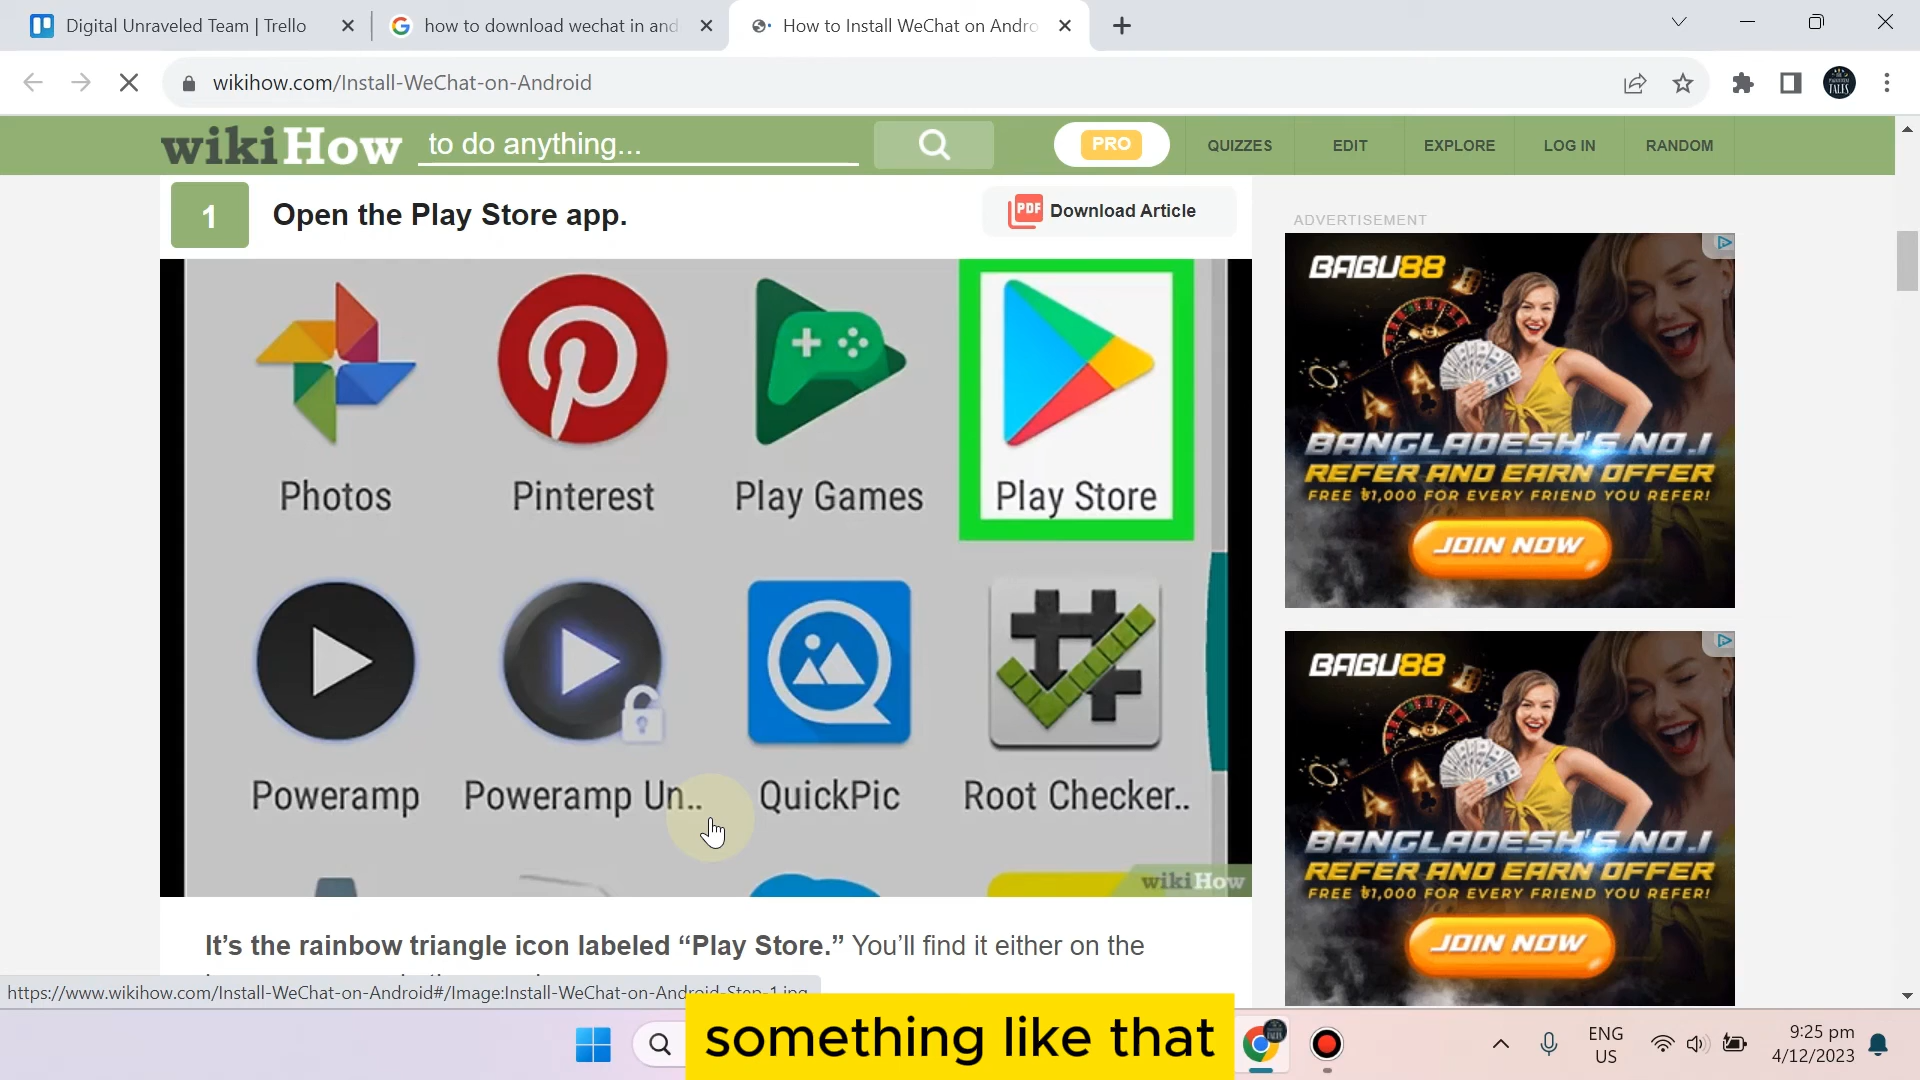 Digital Unraveled Team | Trello
how to download wechat in and
How to Install WeChat on Andro
wikihow.com/Install-WeChat-on-Android
wikiHow to do anything...
PRO
QUIZZES
EDIT
EXPLORE
LOG IN
RANDOM
1
Open the Play Store app.
PDF Download Article
ADVERTISEMENT
Photos
Pinterest
Play Games
Play Store
Poweramp
Poweramp Un..
QuickPic
Root Checker..
wikiHow
BABU88
BANGLADESH'S NO.1
REFER AND EARN OFFER
FREE ৳1,000 FOR EVERY FRIEND YOU REFER!
JOIN NOW
BABU88
BANGLADESH'S NO.1
REFER AND EARN OFFER
FREE ৳1,000 FOR EVERY FRIEND YOU REFER!
JOIN NOW
It's the rainbow triangle icon labeled “Play Store.” You'll find it either on the
https://www.wikihow.com/Install-WeChat-on-Android#/Image:Install-WeChat-on-Android-Step-1.jpg
something like that
ENG
US
9:25 pm
4/12/2023